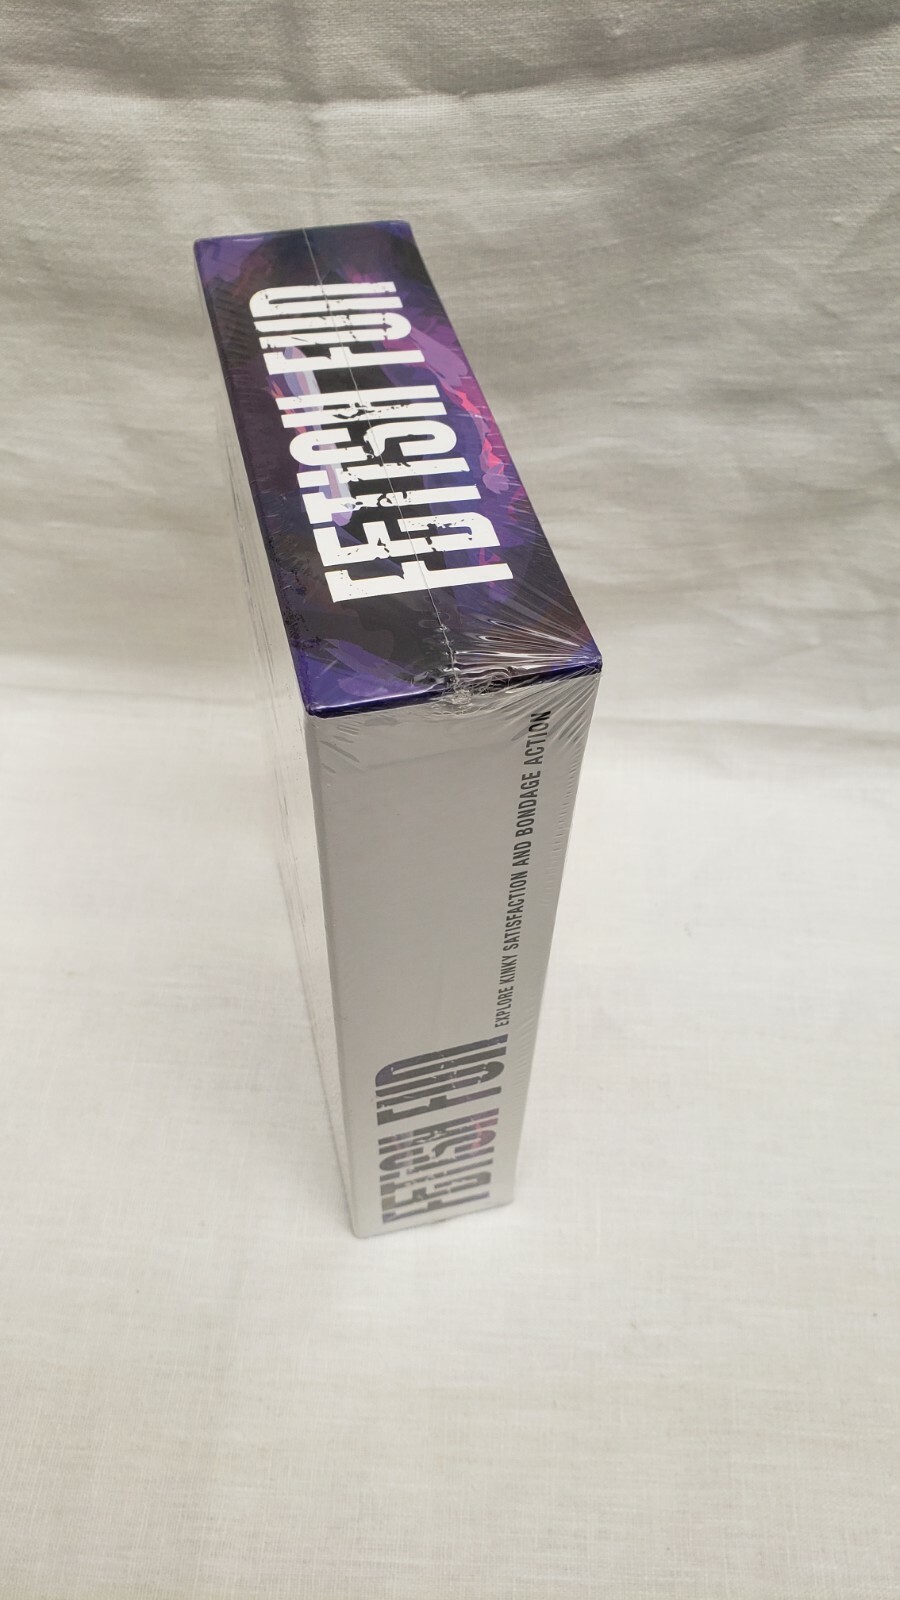 FETISH FUN
FETISH FUN
EXPLORE KINKY SATISFACTION AND BONDAGE ACTION